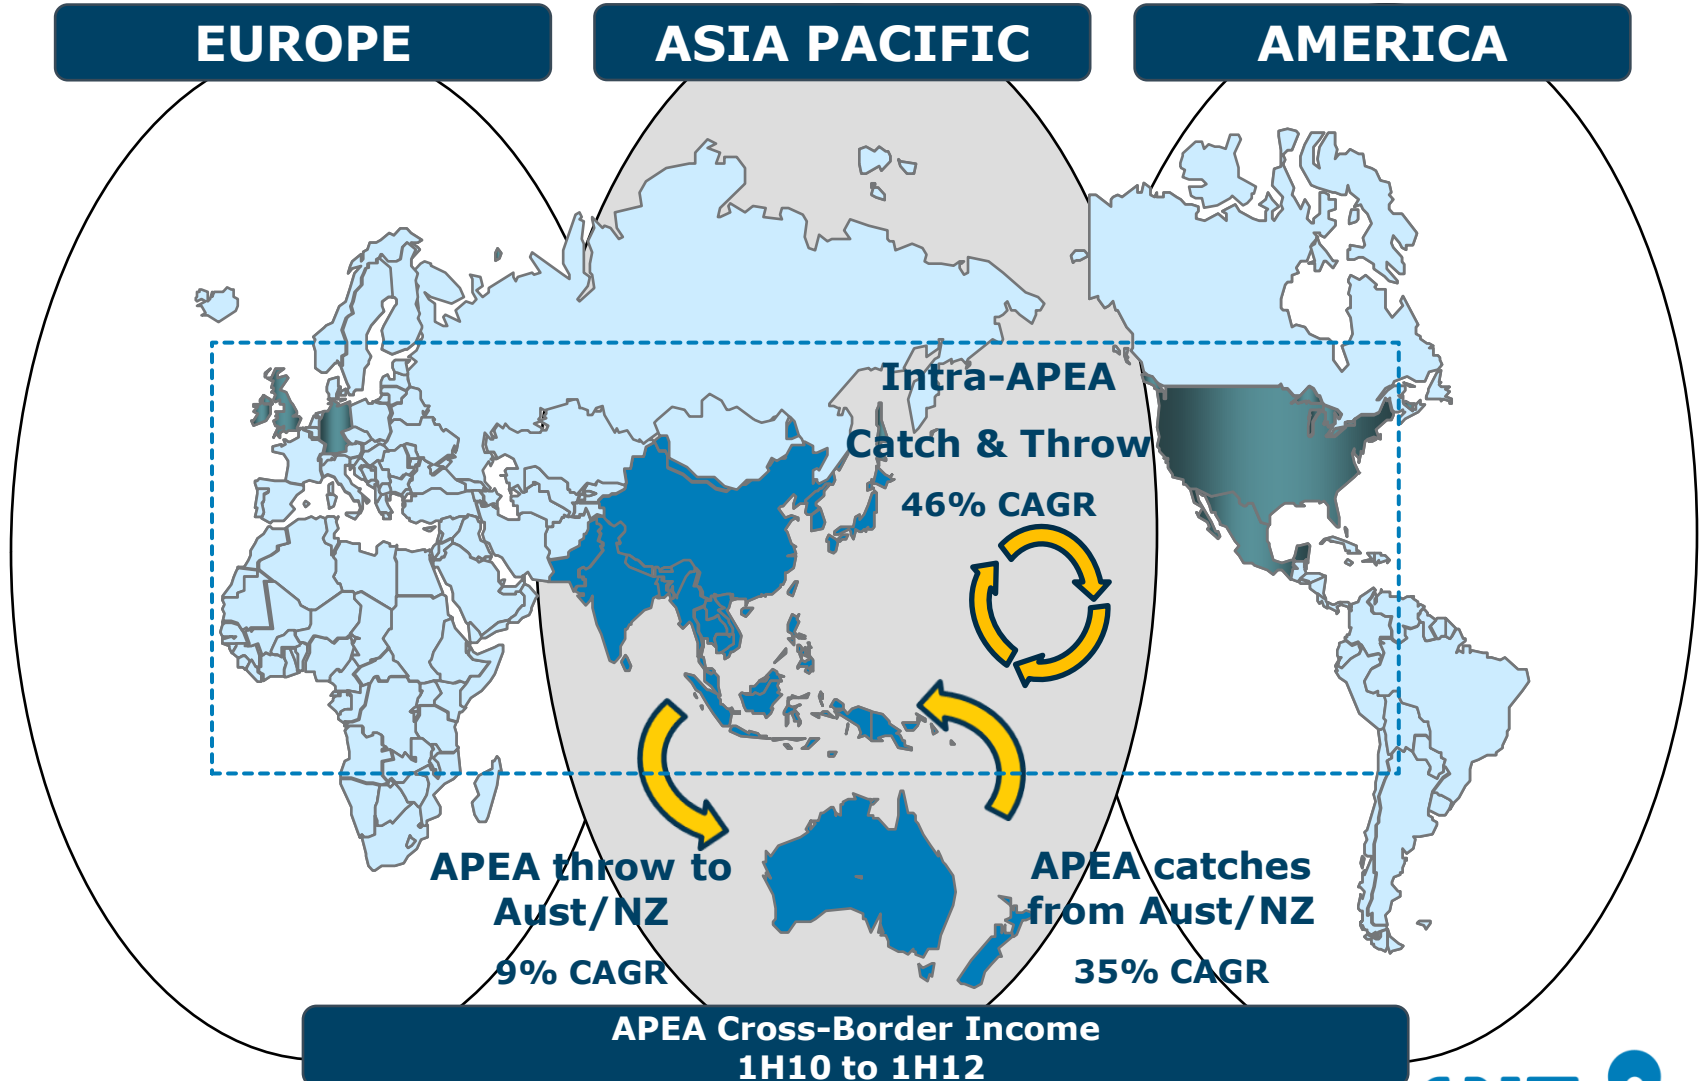 EUROPE
ASIA PACIFIC
AMERICA
Intra-APEA
Catch & Throw
46% CAGR
APEA throw to
Aust/NZ
9% CAGR
APEA catches
from Aust/NZ
35% CAGR
APEA Cross-Border Income
1H10 to 1H12